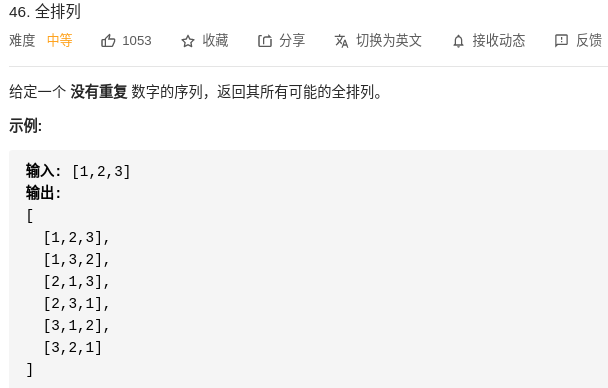 46. 全排列
难度 中等 1053 收藏 分享 切换为英文 接收动态 反馈
给定一个 没有重复 数字的序列，返回其所有可能的全排列。
示例:
输入: [1,2,3]
输出:
[
  [1,2,3],
  [1,3,2],
  [2,1,3],
  [2,3,1],
  [3,1,2],
  [3,2,1]
]